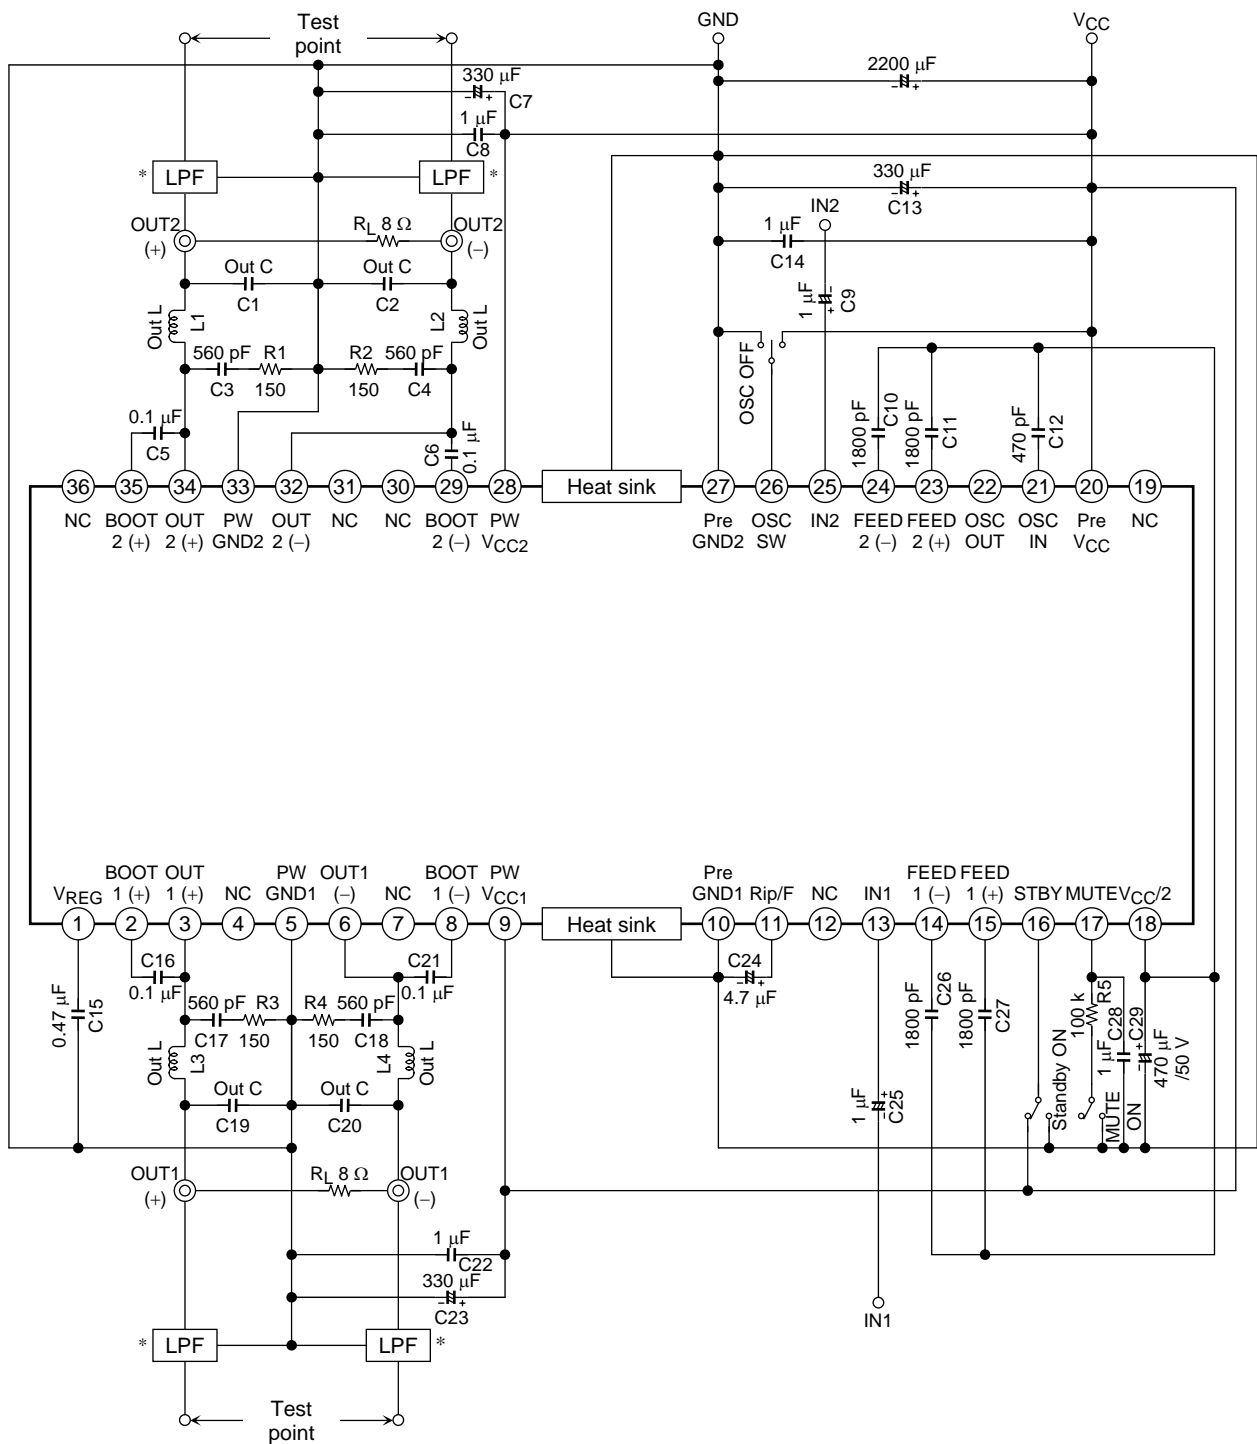 Test
point
GND
VCC
2200 μF
− +
330 μF
− +
C7
1 μF
C8
* LPF
LPF *
330 μF
− +
C13
OUT2
(+)
RL 8 Ω
OUT2
(−)
IN2
1 μF
C14
Out C
C1
Out C
C2
1 μF
− +
C9
Out L
L1
L2
Out L
OSC OFF
560 pF
C3
R1
150
R2
150
560 pF
C4
1800 pF
C10
1800 pF
C11
470 pF
C12
0.1 μF
C5
C6
0.1 μF
36 35 34 33 32 31 30 29 28 Heat sink 27 26 25 24 23 22 21 20 19
NC
BOOT
2 (+)
OUT
2 (+)
PW
GND2
OUT
2 (−)
NC
NC
BOOT
2 (−)
PW
VCC2
Pre
GND2
OSC
SW
IN2
FEED
2 (−)
FEED
2 (+)
OSC
OUT
OSC
IN
Pre
VCC
NC
VREG
BOOT
1 (+)
OUT
1 (+)
NC
PW
GND1
OUT1
(−)
NC
BOOT
1 (−)
PW
VCC1
Pre
GND1
Rip/F
NC
IN1
FEED
1 (−)
FEED
1 (+)
STBY
MUTE
VCC/2
1 2 3 4 5 6 7 8 9 Heat sink 10 11 12 13 14 15 16 17 18
0.47 μF
C15
C16
0.1 μF
C21
0.1 μF
C24
− +
4.7 μF
560 pF
C17
R3
150
R4
150
560 pF
C18
1800 pF
C26
1800 pF
C27
100 k
R5
1 μF
C28
− +
C29
470 μF
/50 V
Out L
L3
L4
Out L
Out C
C19
Out C
C20
1 μF
− +
C25
Standby ON
MUTE
ON
OUT1
(+)
RL 8 Ω
OUT1
(−)
1 μF
C22
330 μF
− +
C23
IN1
* LPF
LPF *
Test
point